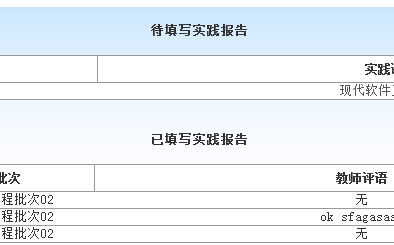 待填写实践报告
实践
现代软件
已填写实践报告
批次 教师评语
程批次02 无
程批次02 ok sfagasas
程批次02 无